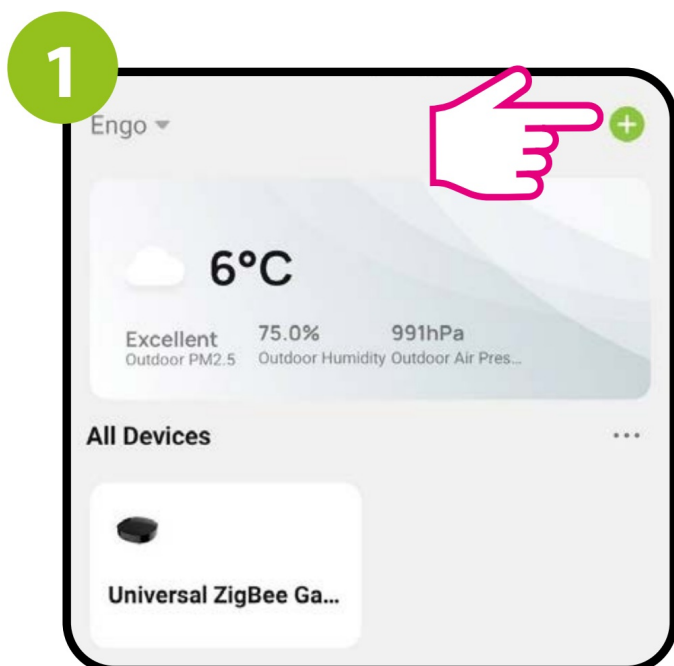 1
Engo
6°C
Excellent 75.0% 991hPa
Outdoor PM2.5 Outdoor Humidity Outdoor Air Pres...
All Devices
Universal ZigBee Ga...